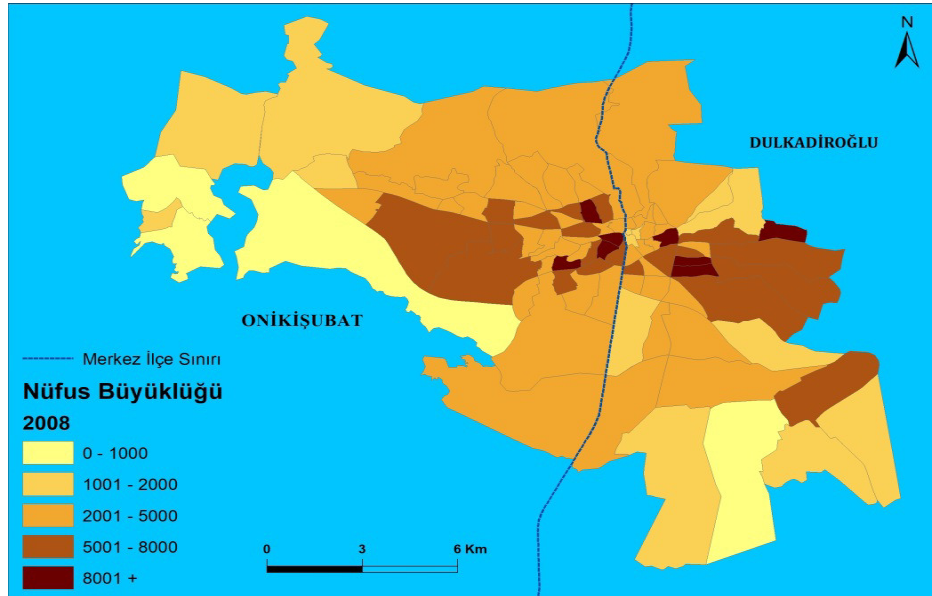 N
DULKADİROĞLU
ONİKİŞUBAT
Merkez İlçe Sınırı
Nüfus Büyüklüğü
2008
0 - 1000
1001 - 2000
2001 - 5000
5001 - 8000
8001 +
0 3 6 Km